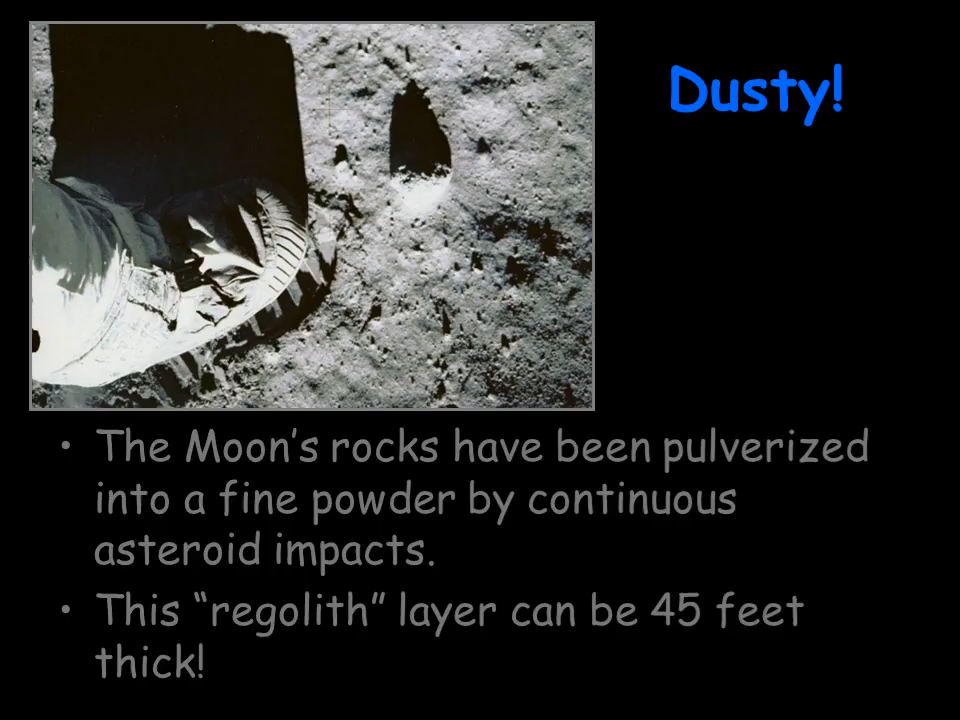 Dusty!
• The Moon’s rocks have been pulverized
into a fine powder by continuous
asteroid impacts.
• This “regolith” layer can be 45 feet
thick!